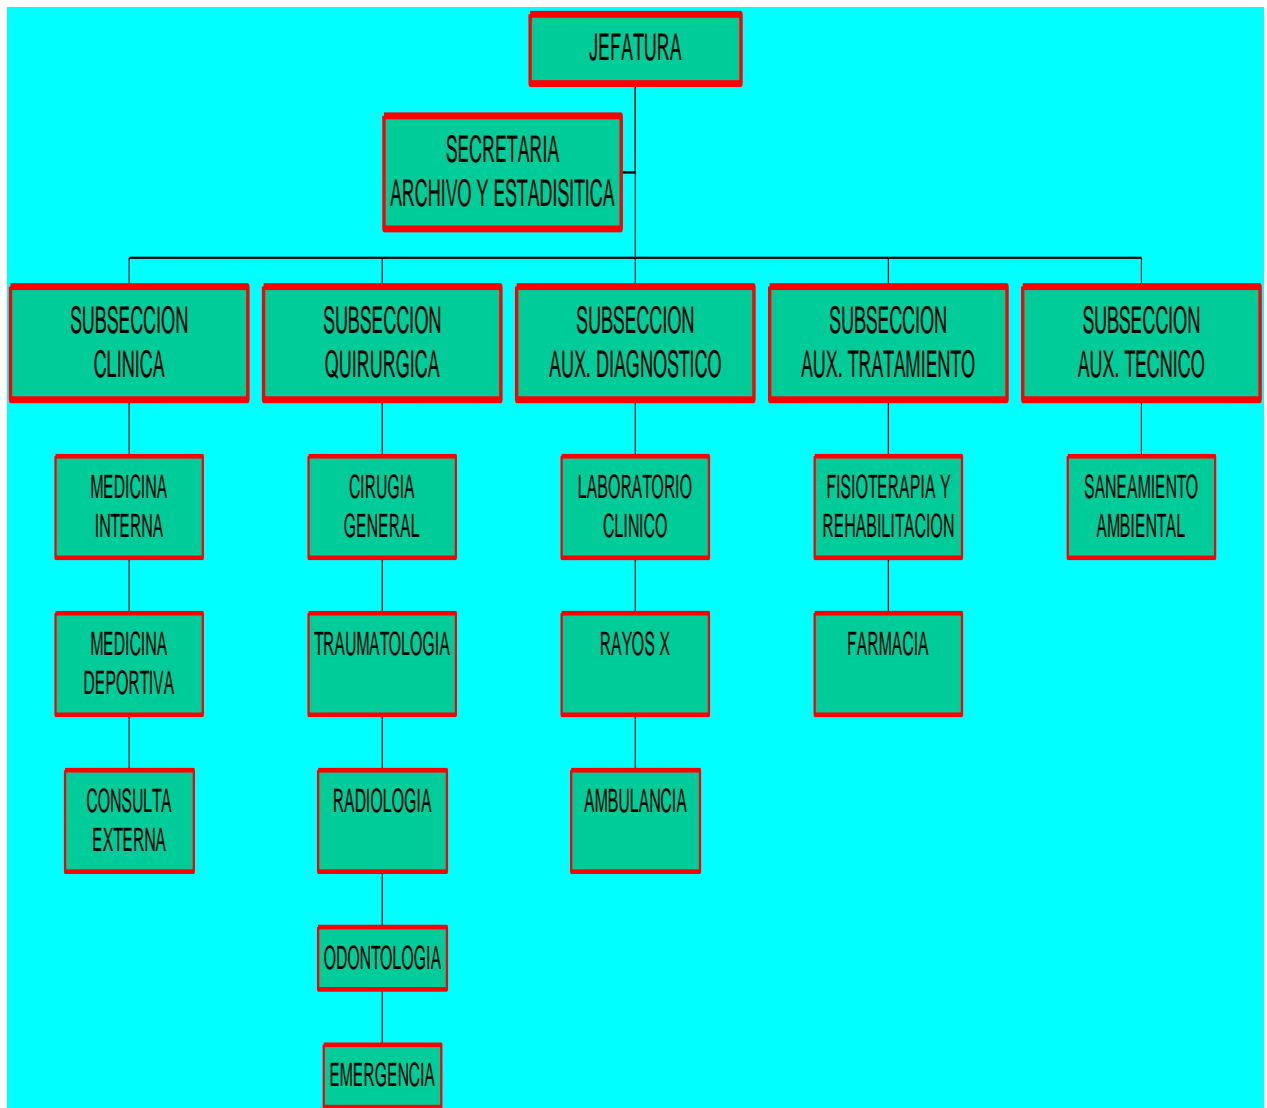 JEFATURA
SECRETARIA
ARCHIVO Y ESTADISITICA
SUBSECCION
CLINICA
SUBSECCION
QUIRURGICA
SUBSECCION
AUX. DIAGNOSTICO
SUBSECCION
AUX. TRATAMIENTO
SUBSECCION
AUX. TECNICO
MEDICINA
INTERNA
CIRUGIA
GENERAL
LABORATORIO
CLINICO
FISIOTERAPIA Y
REHABILITACION
SANEAMIENTO
AMBIENTAL
MEDICINA
DEPORTIVA
TRAUMATOLOGIA
RAYOS X
FARMACIA
CONSULTA
EXTERNA
RADIOLOGIA
AMBULANCIA
ODONTOLOGIA
EMERGENCIA